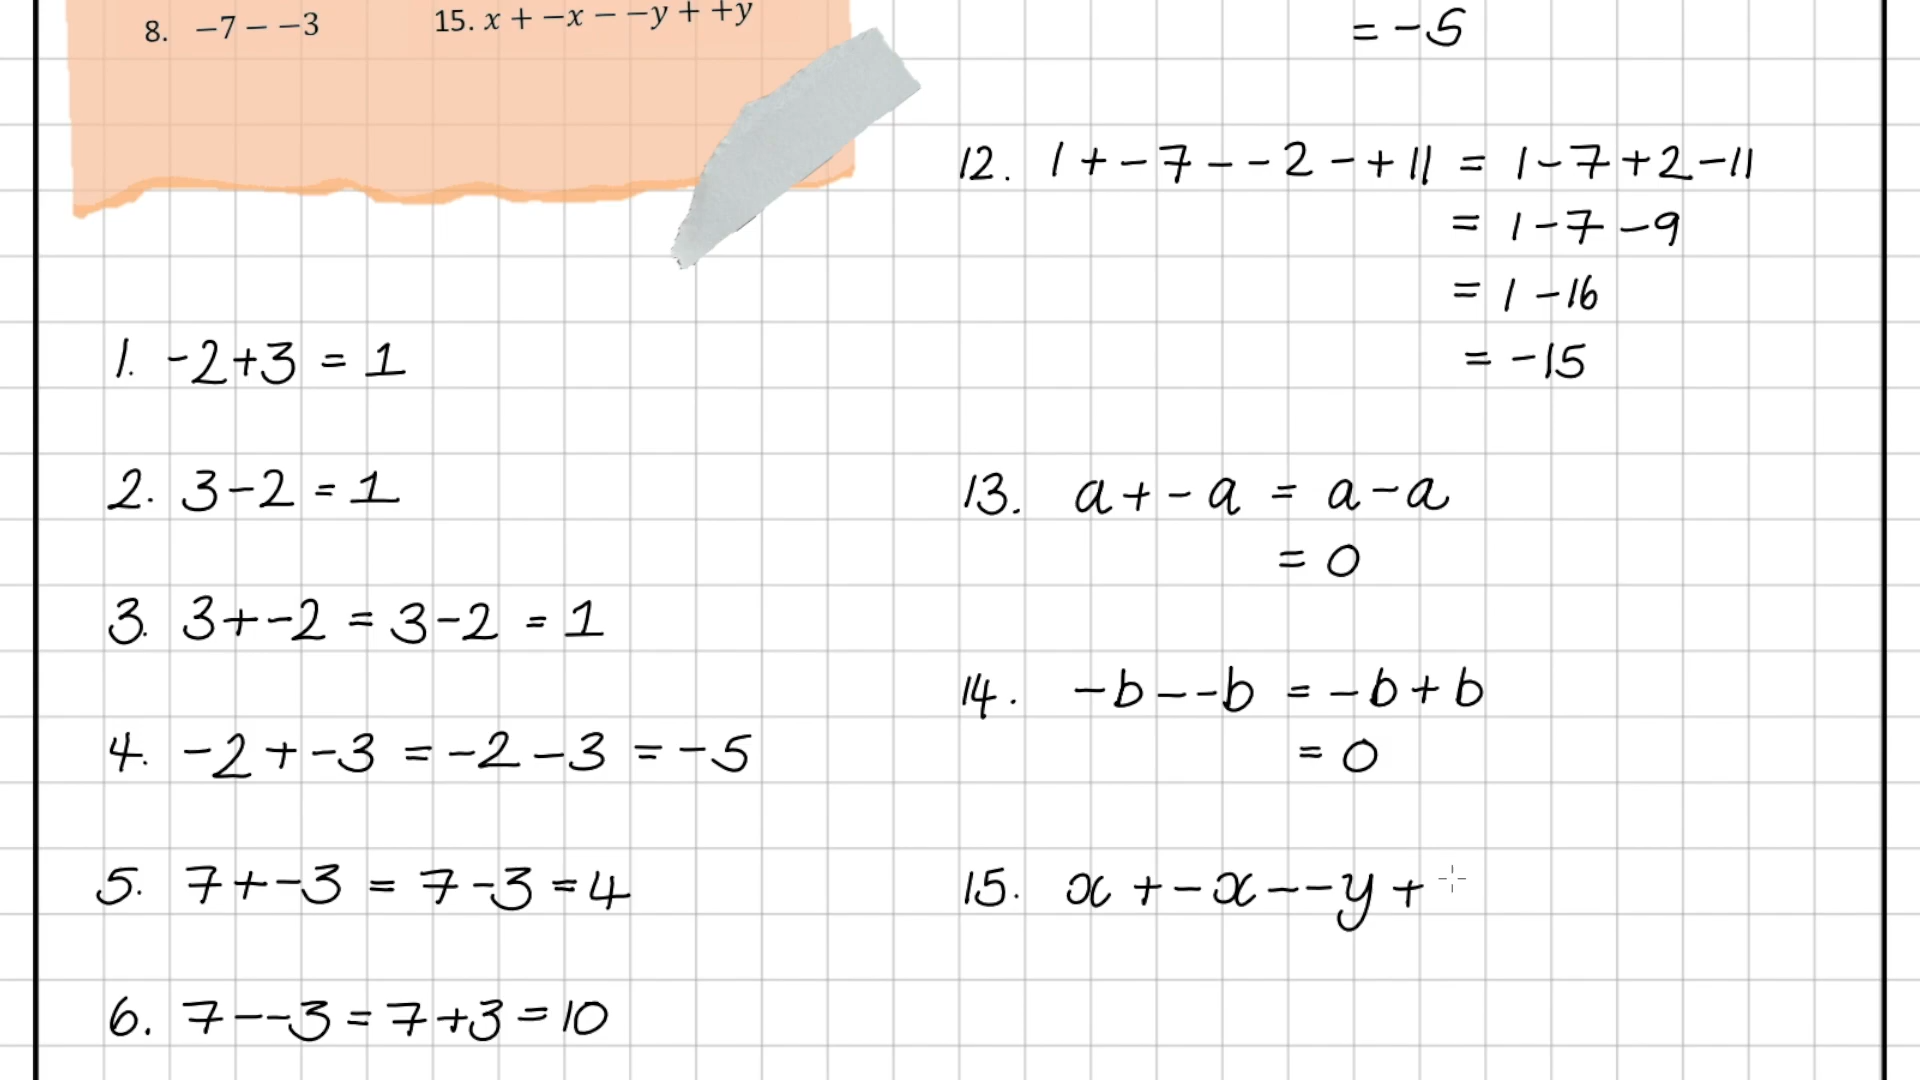 8. −7 − −3
15. x + −x − −y + +y
1. -2+3 = 1
2. 3-2 = 1
3. 3+-2 = 3-2 = 1
4. -2+-3 = -2-3 = -5
5. 7+-3 = 7-3 = 4
6. 7--3 = 7+3 = 10
= -5
12. 1+-7--2-+11 = 1-7+2-11
= 1-7-9
= 1-16
= -15
13. a+-a = a-a
= 0
14. -b--b = -b+b
= 0
15. x+-x--y+